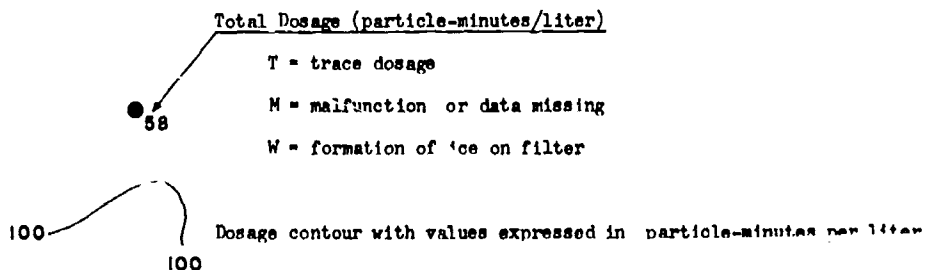 Total Dosage (particle-minutes/liter)
T = trace dosage
M = malfunction or data missing
58
W = formation of ice on filter
100
Dosage contour with values expressed in particle-minutes per liter
100